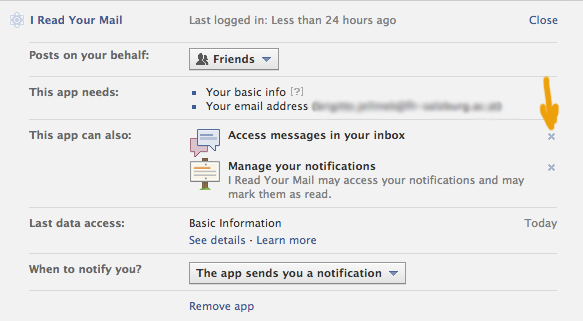 I Read Your Mail Last logged in: Less than 24 hours ago Close
Posts on your behalf: Friends
This app needs: Your basic info [?]
Your email address (
This app can also: Access messages in your inbox x
Manage your notifications x
I Read Your Mail may access your notifications and may
mark them as read.
Last data access: Basic Information Today
See details · Learn more
When to notify you? The app sends you a notification
Remove app